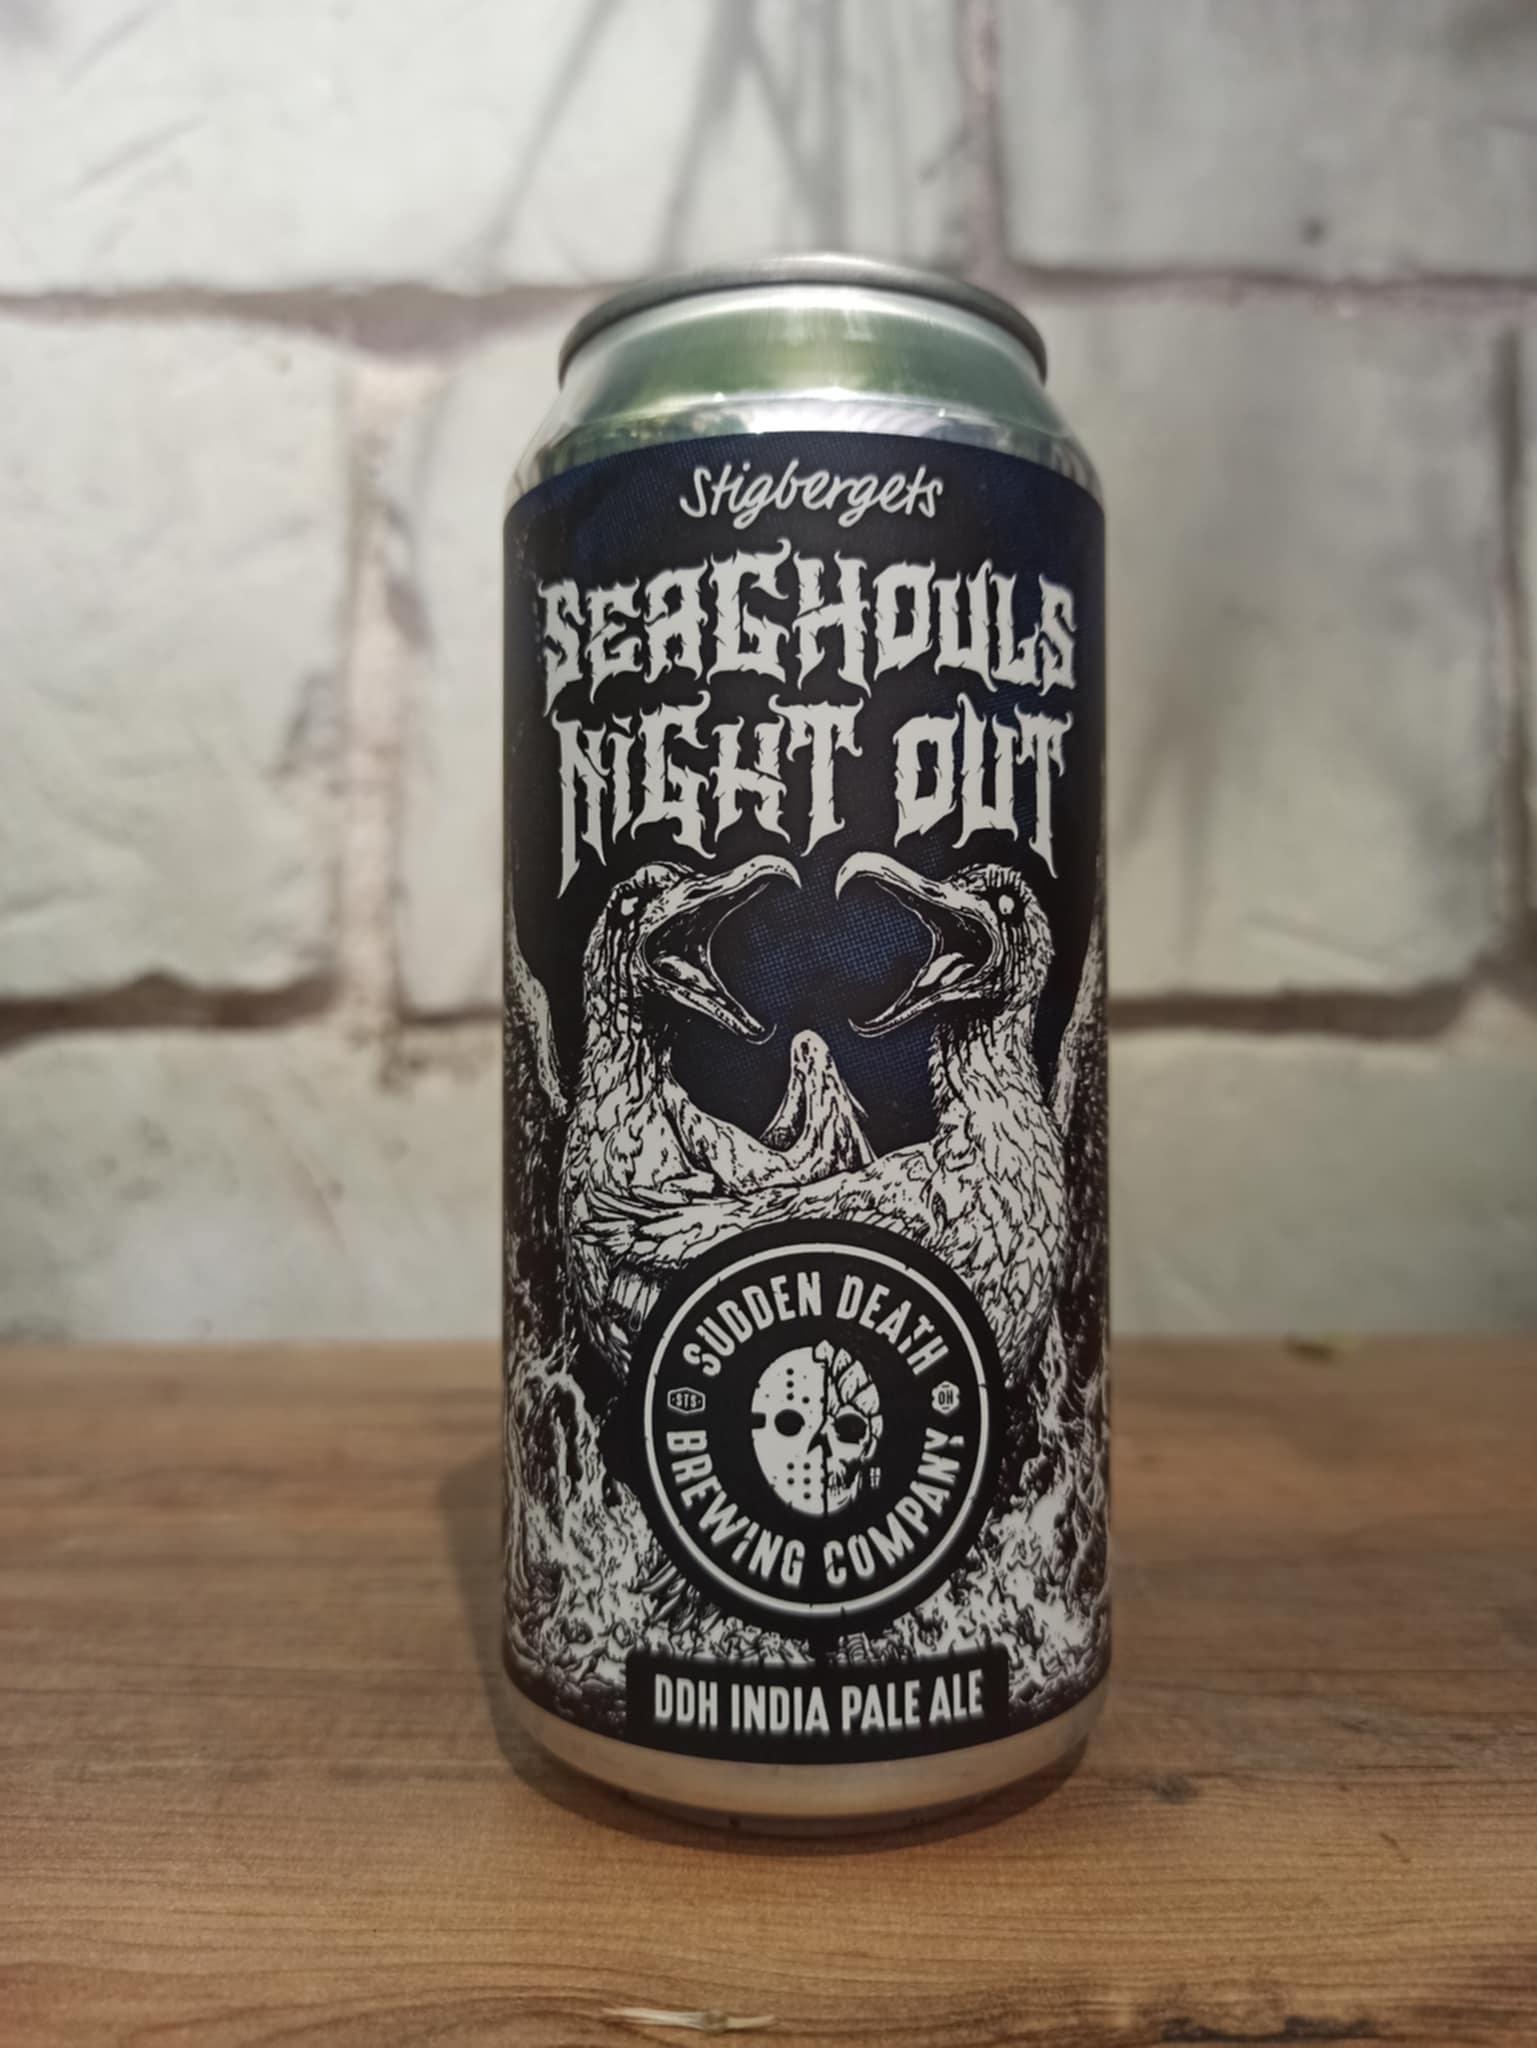 Stigbergets
SEAGHOULS
NiGHT OUT
SUDDEN DEATH
STS
OH
BREWING COMPANY
DDH INDIA PALE ALE